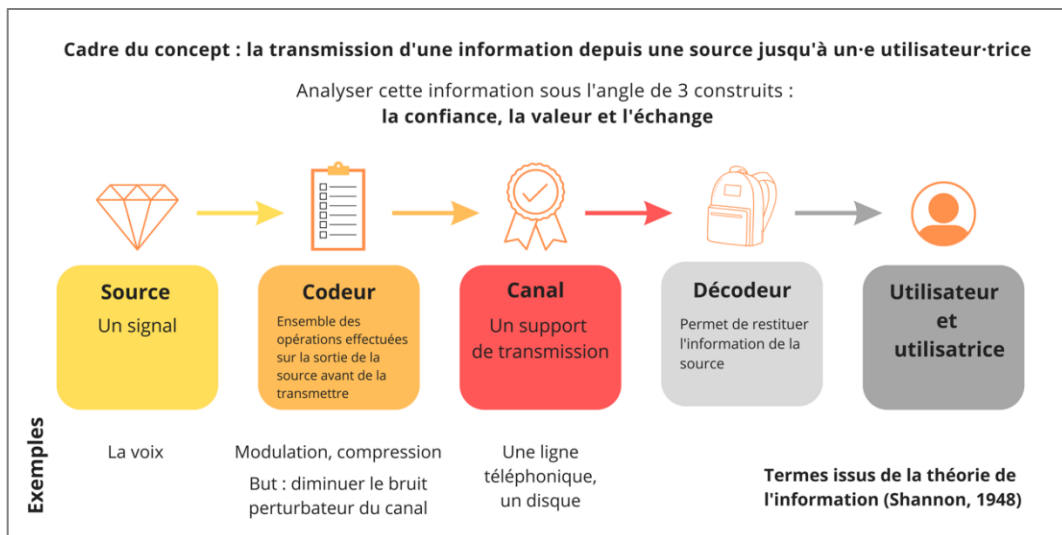 Cadre du concept : la transmission d'une information depuis une source jusqu'à un·e utilisateur·trice
Analyser cette information sous l'angle de 3 construits :
la confiance, la valeur et l'échange
Source
Un signal
Codeur
Ensemble des
opérations effectuées
sur la sortie de la
source avant de la
transmettre
Canal
Un support
de transmission
Décodeur
Permet de restituer
l'information de la
source
Utilisateur
et
utilisatrice
Exemples
La voix
Modulation, compression
But : diminuer le bruit
perturbateur du canal
Une ligne
téléphonique,
un disque
Termes issus de la théorie de
l'information (Shannon, 1948)